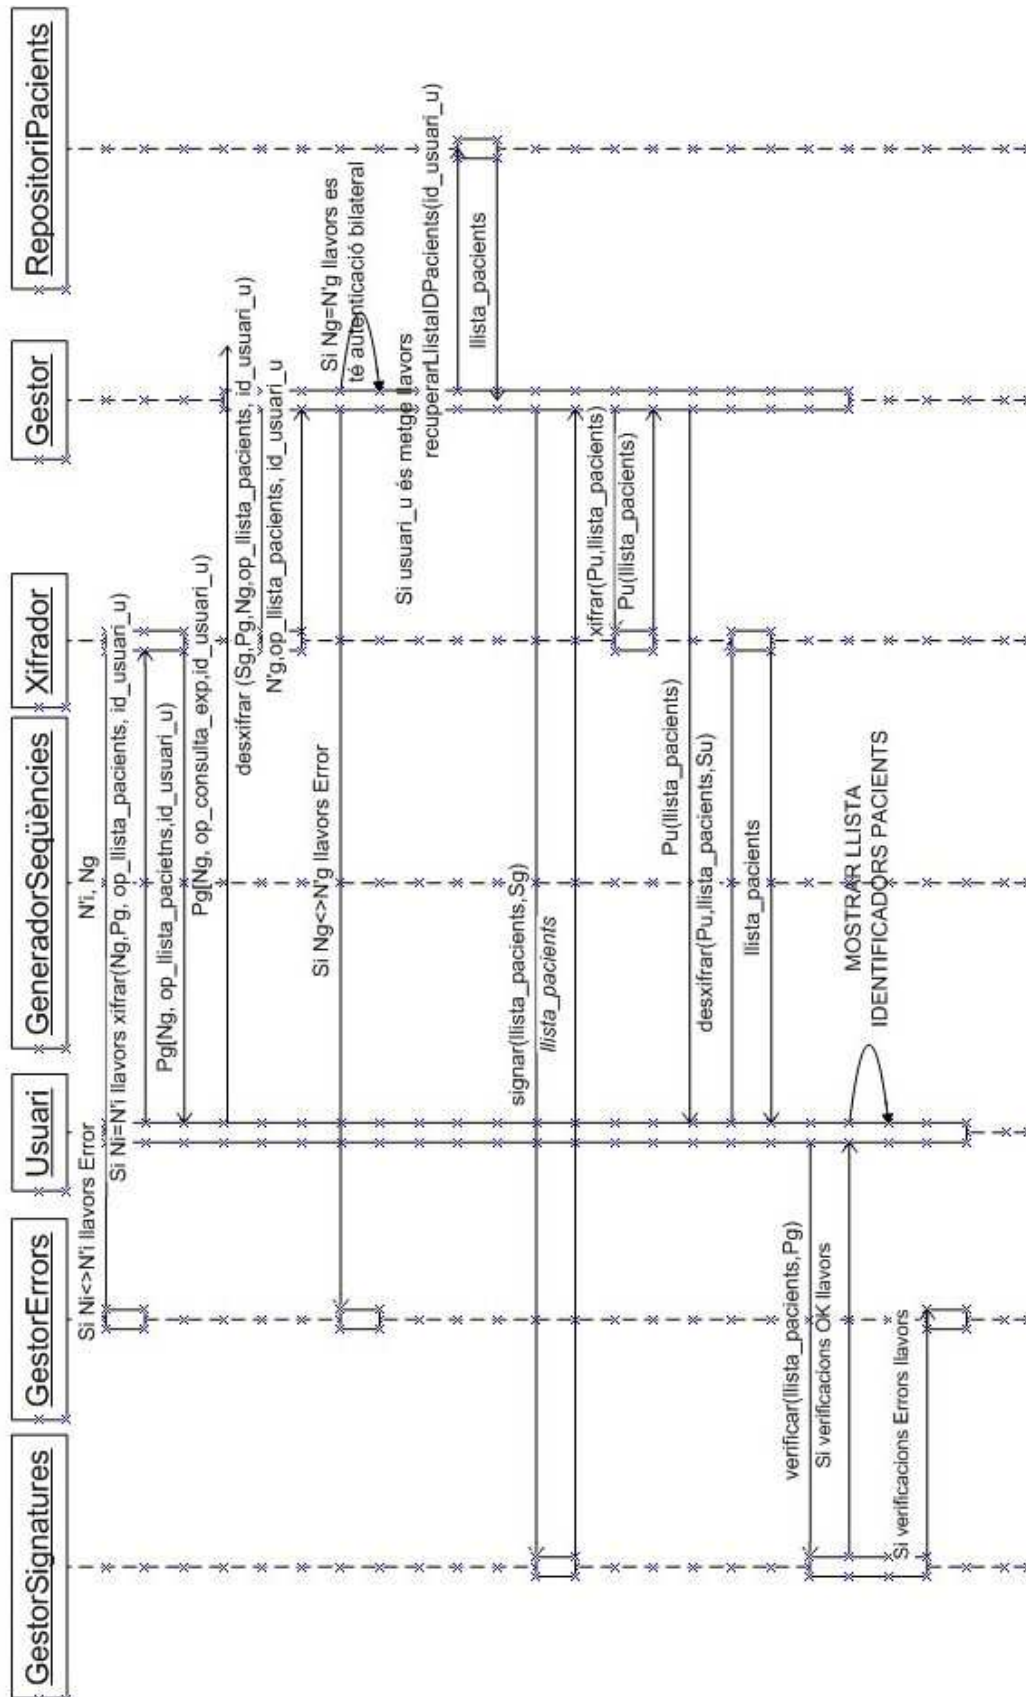 GestorSignatures
GestorErrors
Usuari
GeneradorSeqüències
Xifrador
Gestor
RepositoriPacients
Si Ni<>N'i llavors Error
N'i, Ng
Si Ni=N'i llavors xifrar(Ng,Pg, op_llista_pacients, id_usuari_u)
Pg[Ng, op_llista_pacietns,id_usuari_u)
Pg[Ng, op_consulta_exp,id_usuari_u)
desxifrar (Sg,Pg,Ng,op_llista_pacients, id_usuari_u)
N'g,op_llista_pacients, id_usuari_u
Si Ng<>N'g llavors Error
Si Ng=N'g llavors es
té autenticació bilateral
Si usuari_u és metge llavors
recuperarLlistaIDPacients(id_usuari_u)
llista_pacients
signar(llista_pacients,Sg)
llista_pacients
xifrar(Pu,llista_pacients)
Pu(llista_pacients)
Pu(llista_pacients)
desxifrar(Pu,llista_pacients,Su)
llista_pacients
verificar(llista_pacients,Pg)
Si verificacions OK llavors
MOSTRAR LLISTA
IDENTIFICADORS PACIENTS
Si verificacions Errors llavors